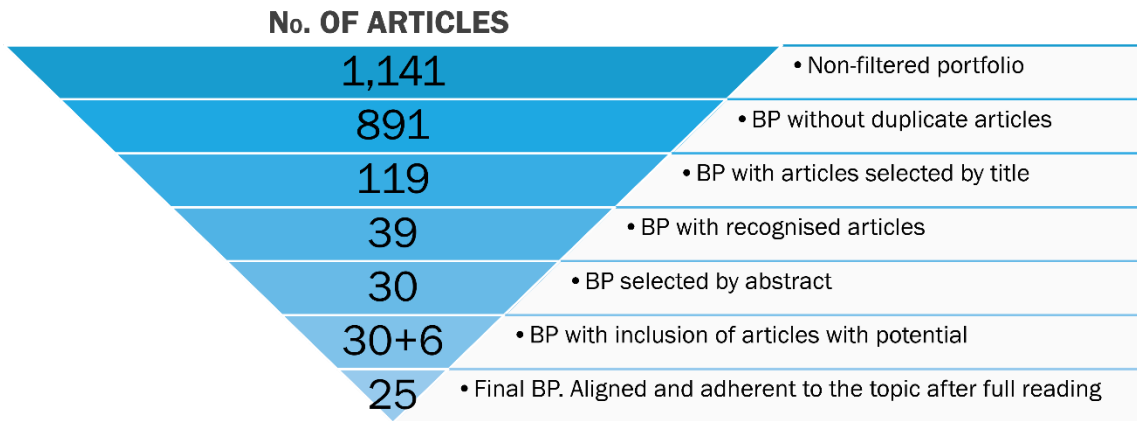 No. OF ARTICLES
1,141
• Non-filtered portfolio
891
• BP without duplicate articles
119
• BP with articles selected by title
39
• BP with recognised articles
30
• BP selected by abstract
30+6
• BP with inclusion of articles with potential
25
• Final BP. Aligned and adherent to the topic after full reading